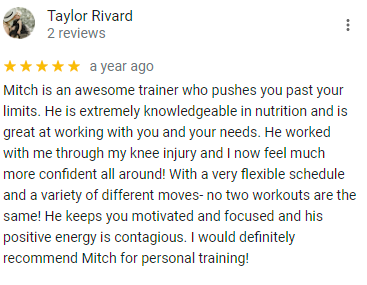 Taylor Rivard
2 reviews
a year ago
Mitch is an awesome trainer who pushes you past your
limits. He is extremely knowledgeable in nutrition and is
great at working with you and your needs. He worked
with me through my knee injury and I now feel much
more confident all around! With a very flexible schedule
and a variety of different moves- no two workouts are the
same! He keeps you motivated and focused and his
positive energy is contagious. I would definitely
recommend Mitch for personal training!